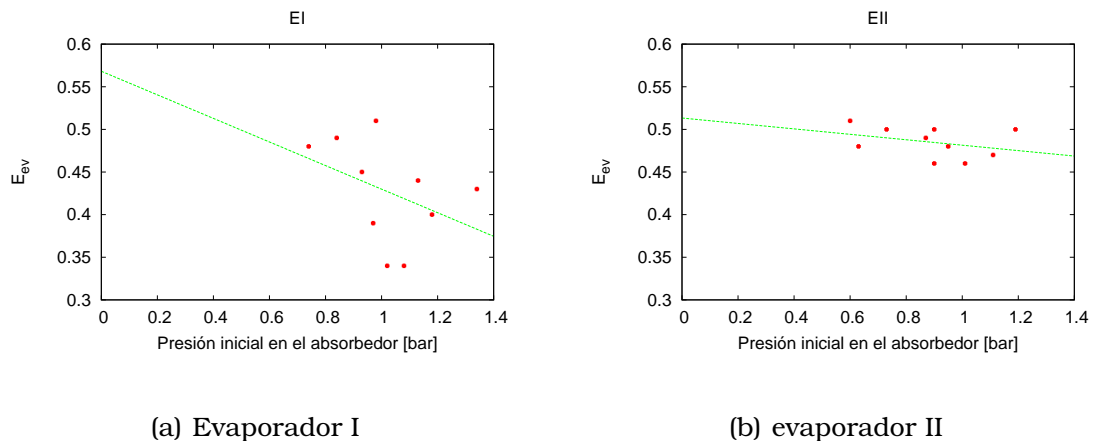 EI
0.6
0.55
0.5
0.45
0.4
0.35
0.3
E_ev
0 0.2 0.4 0.6 0.8 1 1.2 1.4
Presión inicial en el absorbedor [bar]
(a) Evaporador I
EII
0.6
0.55
0.5
0.45
0.4
0.35
0.3
E_ev
0 0.2 0.4 0.6 0.8 1 1.2 1.4
Presión inicial en el absorbedor [bar]
(b) evaporador II